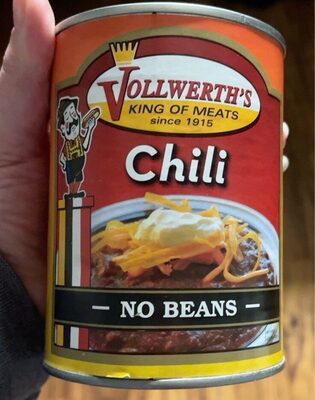 VOLLWERTH'S
KING OF MEATS
since 1915
Chili
NO BEANS